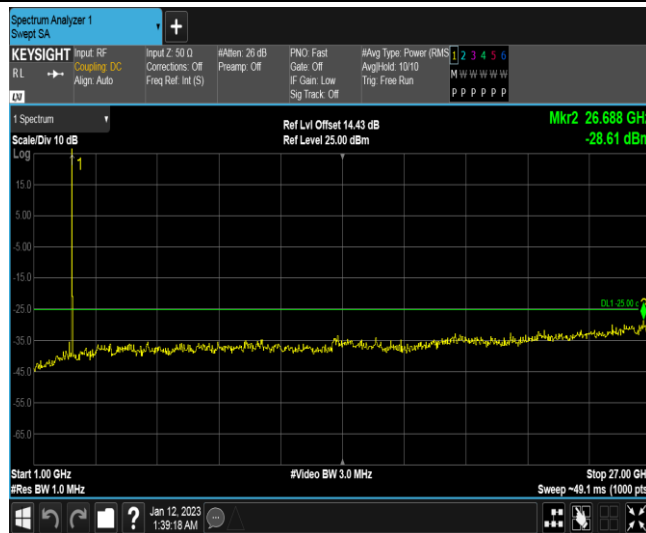 Spectrum Analyzer 1
Swept SA
+
KEYSIGHT
RL
LXI
Input: RF
Coupling: DC
Align: Auto
Input Z: 50 Ω
Corrections: Off
Freq Ref: Int (S)
#Atten: 26 dB
Preamp: Off
PNO: Fast
Gate: Off
IF Gain: Low
Sig Track: Off
#Avg Type: Power (RMS
Avg|Hold: 10/10
Trig: Free Run
1 2 3 4 5 6
M W W W W W
P P P P P P
1 Spectrum
Scale/Div 10 dB
Log
Ref Lvl Offset 14.43 dB
Ref Level 25.00 dBm
Mkr2 26.688 GHz
-28.61 dBm
1
15.0
5.00
-5.00
-15.0
-25.0
-35.0
-45.0
-55.0
-65.0
DL1 -25.00 c
Start 1.00 GHz
#Res BW 1.0 MHz
#Video BW 3.0 MHz
Stop 27.00 GH
Sweep ~49.1 ms (1000 pts
?
Jan 12, 2023
1:39:18 AM